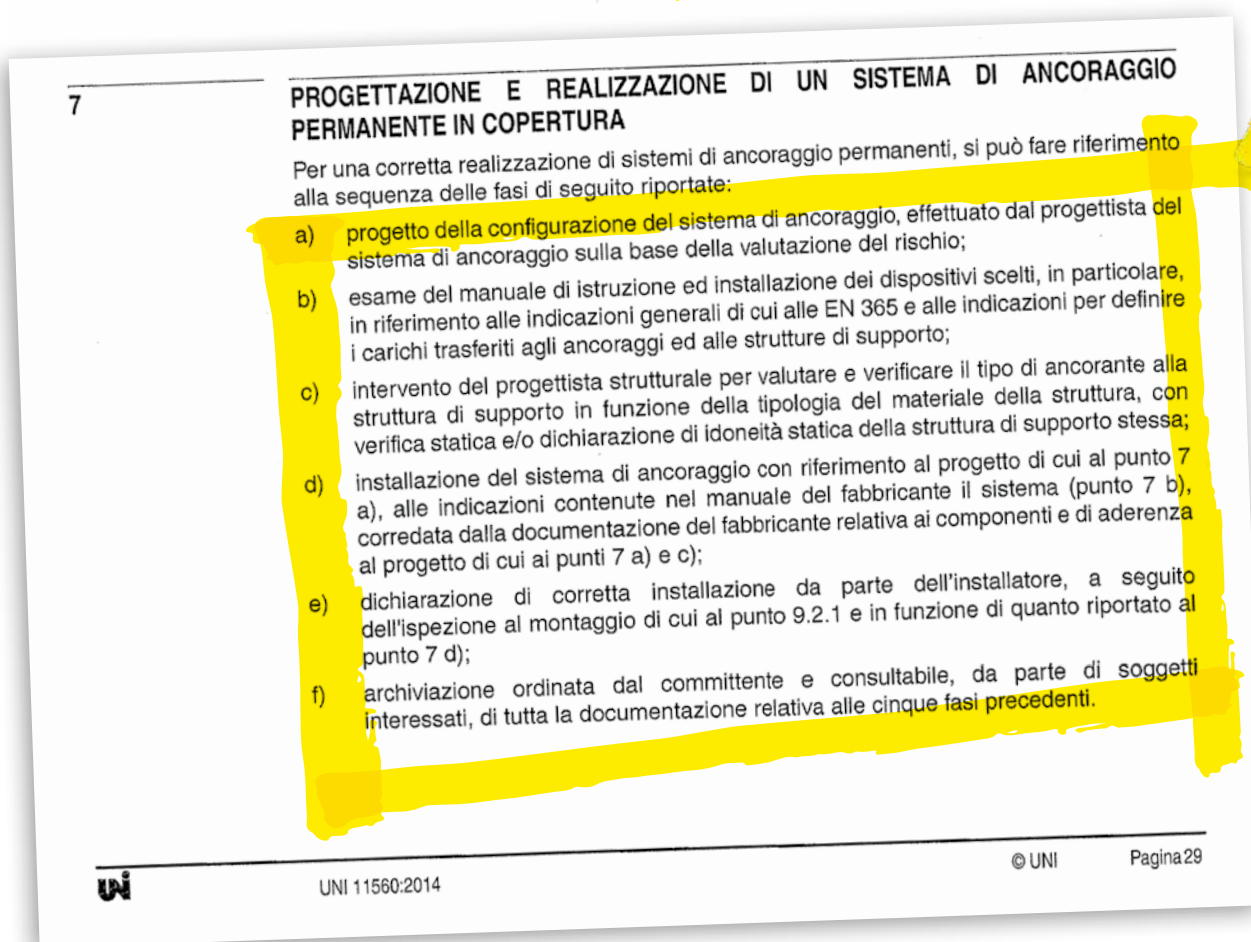 7
PROGETTAZIONE E REALIZZAZIONE DI UN SISTEMA DI ANCORAGGIO
PERMANENTE IN COPERTURA
Per una corretta realizzazione di sistemi di ancoraggio permanenti, si può fare riferimento
alla sequenza delle fasi di seguito riportate:
a) progetto della configurazione del sistema di ancoraggio, effettuato dal progettista del
sistema di ancoraggio sulla base della valutazione del rischio;
b) esame del manuale di istruzione ed installazione dei dispositivi scelti, in particolare,
in riferimento alle indicazioni generali di cui alle EN 365 e alle indicazioni per definire
i carichi trasferiti agli ancoraggi ed alle strutture di supporto;
c) intervento del progettista strutturale per valutare e verificare il tipo di ancorante alla
struttura di supporto in funzione della tipologia del materiale della struttura, con
verifica statica e/o dichiarazione di idoneità statica della struttura di supporto stessa;
d) installazione del sistema di ancoraggio con riferimento al progetto di cui al punto 7
a), alle indicazioni contenute nel manuale del fabbricante il sistema (punto 7 b),
corredata dalla documentazione del fabbricante relativa ai componenti e di aderenza
al progetto di cui ai punti 7 a) e c);
e) dichiarazione di corretta installazione da parte dell'installatore, a seguito
dell'ispezione al montaggio di cui al punto 9.2.1 e in funzione di quanto riportato al
punto 7 d);
f) archiviazione ordinata dal committente e consultabile, da parte di soggetti
interessati, di tutta la documentazione relativa alle cinque fasi precedenti.
UNI
UNI 11560:2014
© UNI
Pagina 29